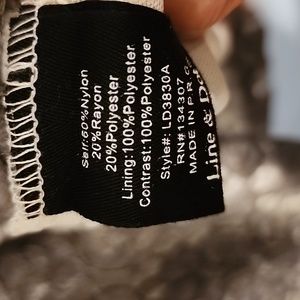 Self:60%Nylon
20%Rayon
20%Polyester
Lining:100%Polyester
Contrast:100%Polyester
Style#: LD3830A
RN#134307
MADE IN P.R.
Line &